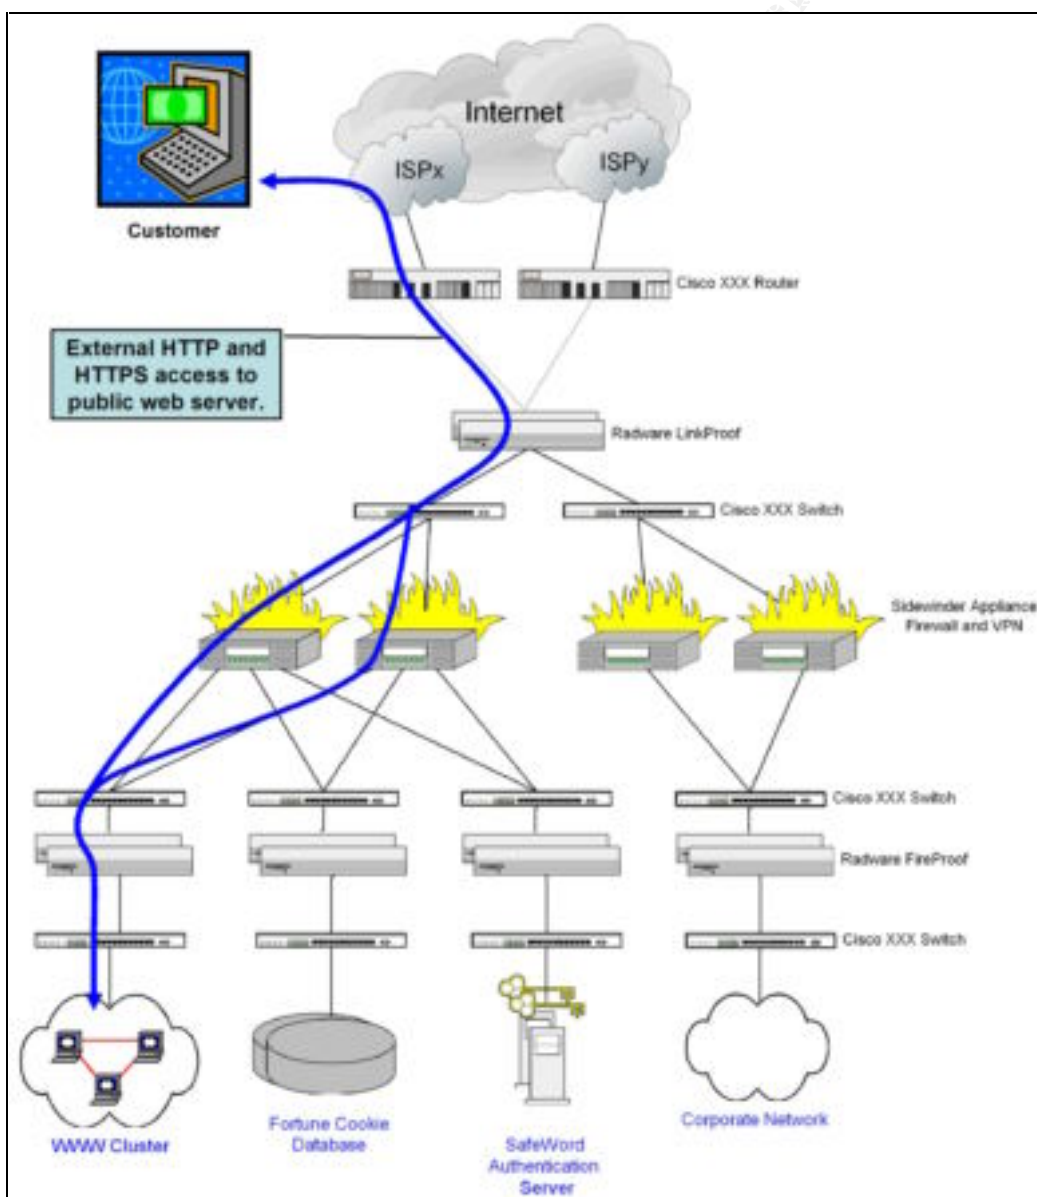 Internet
ISPx
ISPy
Customer
Cisco XXX Router
External HTTP and
HTTPS access to
public web server.
Radware LinkProof
Cisco XXX Switch
Sidewinder Appliance
Firewall and VPN
Cisco XXX Switch
Radware FireProof
Cisco XXX Switch
WWW Cluster
Fortune Cookie
Database
SafeWord
Authentication
Server
Corporate Network